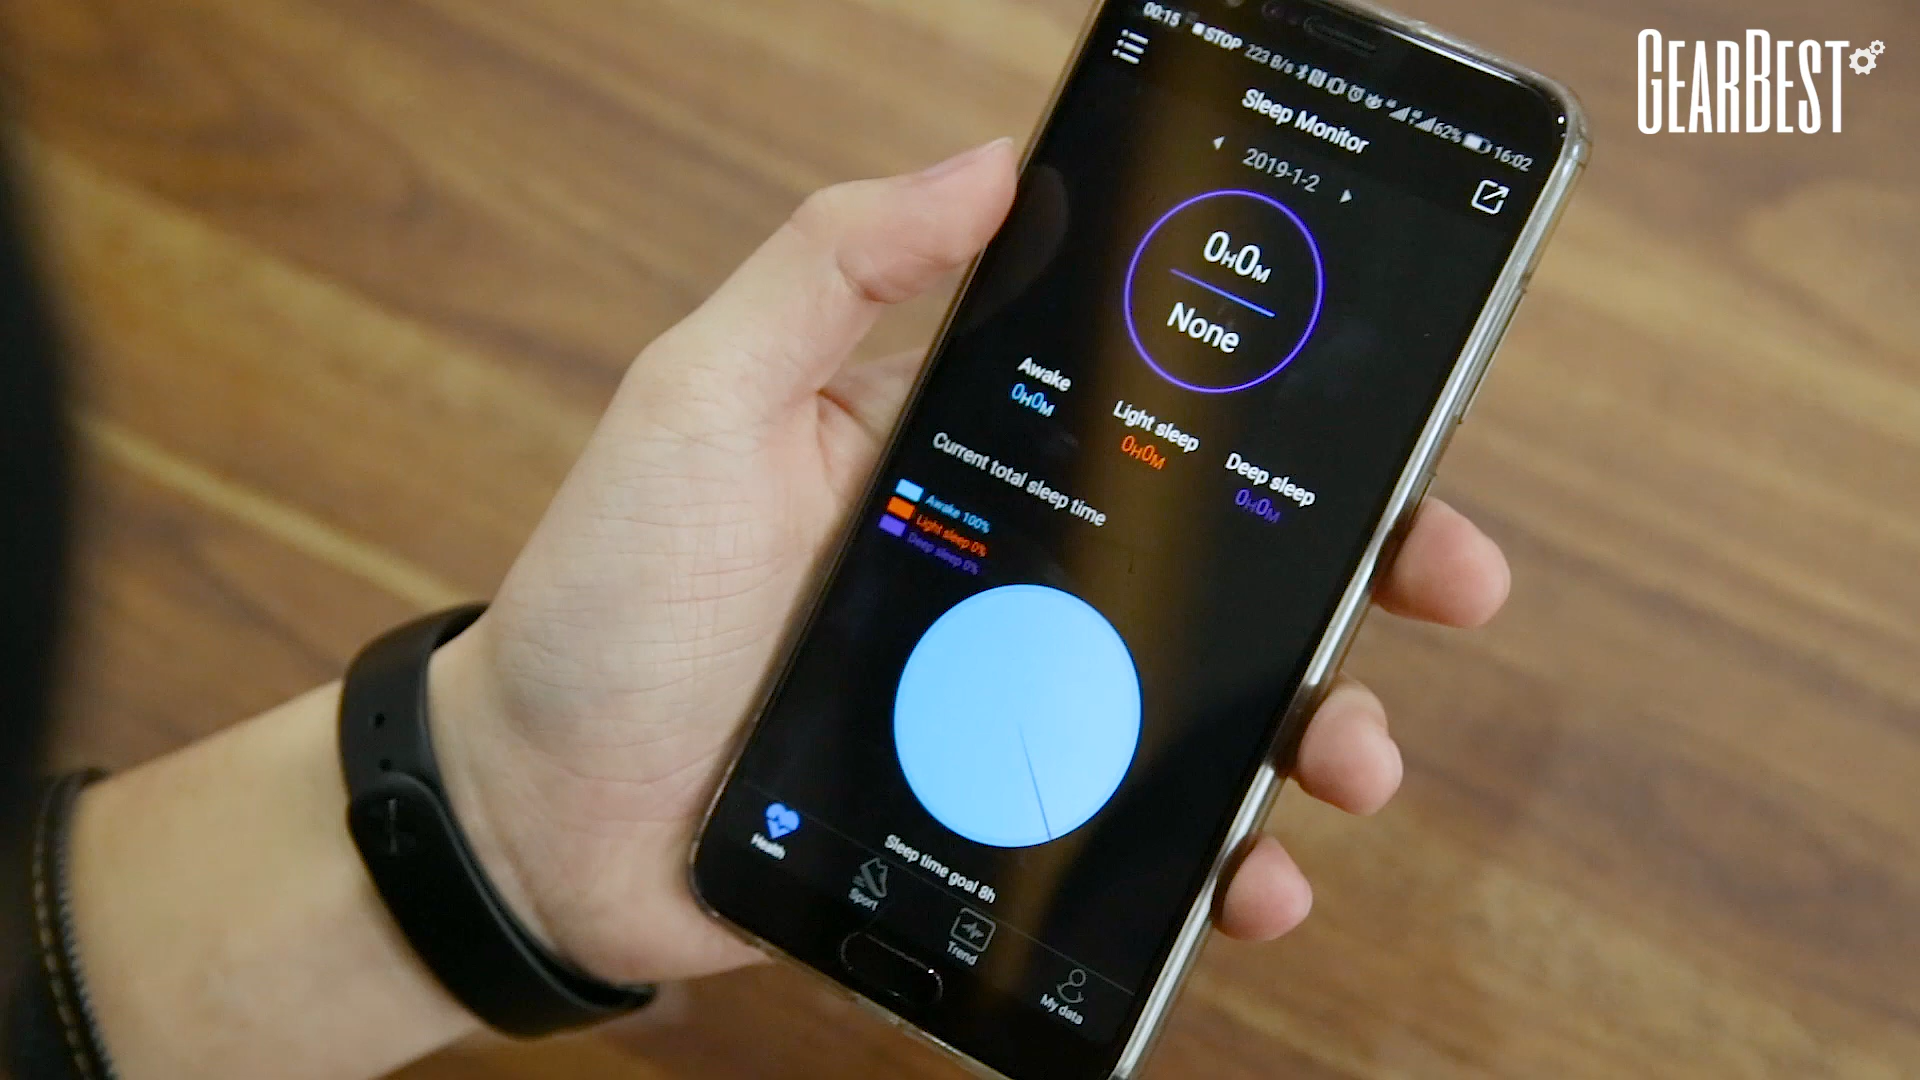 GEARBEST
00:15 STOP 223 B/s 62% 16:02
Sleep Monitor
2019-1-2
0H0M
None
Awake
0H0M
Light sleep
0H0M
Deep sleep
0H0M
Current total sleep time
Awake 100%
Light sleep 0%
Deep sleep 0%
Sleep time goal 8h
Health
Sport
Trend
My data